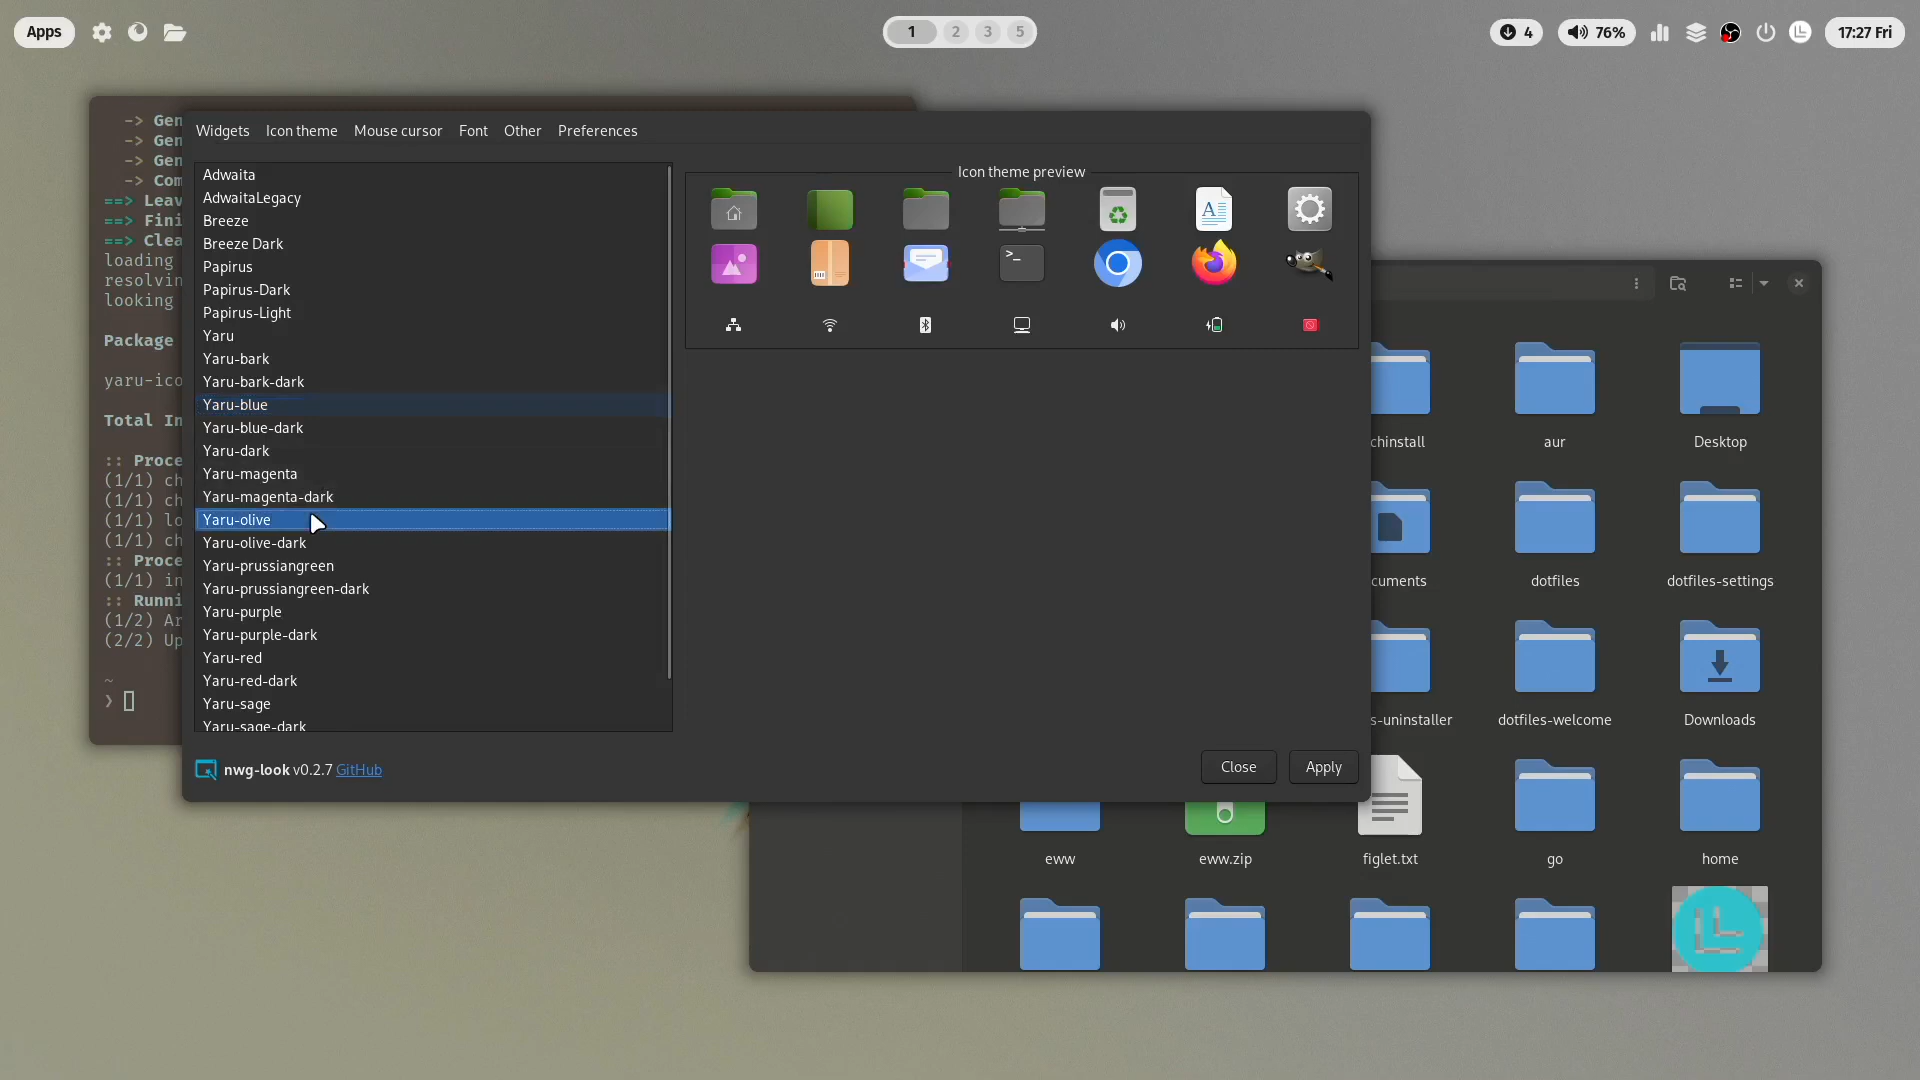 Apps
1 2 3 5
4
76%
17:27 Fri
-> Gen
-> Gen
-> Gen
-> Com
==> Leav
==> Fini
==> Clea
loading
resolvin
looking
Package
yaru-ico
Total In
:: Proce
(1/1) ch
(1/1) ch
(1/1) lo
(1/1) ch
:: Proce
(1/1) in
:: Runni
(1/2) Ar
(2/2) Up
~
❯
Widgets Icon theme Mouse cursor Font Other Preferences
Adwaita
AdwaitaLegacy
Breeze
Breeze Dark
Papirus
Papirus-Dark
Papirus-Light
Yaru
Yaru-bark
Yaru-bark-dark
Yaru-blue
Yaru-blue-dark
Yaru-dark
Yaru-magenta
Yaru-magenta-dark
Yaru-olive
Yaru-olive-dark
Yaru-prussiangreen
Yaru-prussiangreen-dark
Yaru-purple
Yaru-purple-dark
Yaru-red
Yaru-red-dark
Yaru-sage
Yaru-sage-dark
Icon theme preview
A
>_
nwg-look v0.2.7 GitHub
Close Apply
chinstall aur Desktop
cuments dotfiles dotfiles-settings
s-uninstaller dotfiles-welcome Downloads
eww eww.zip figlet.txt go home